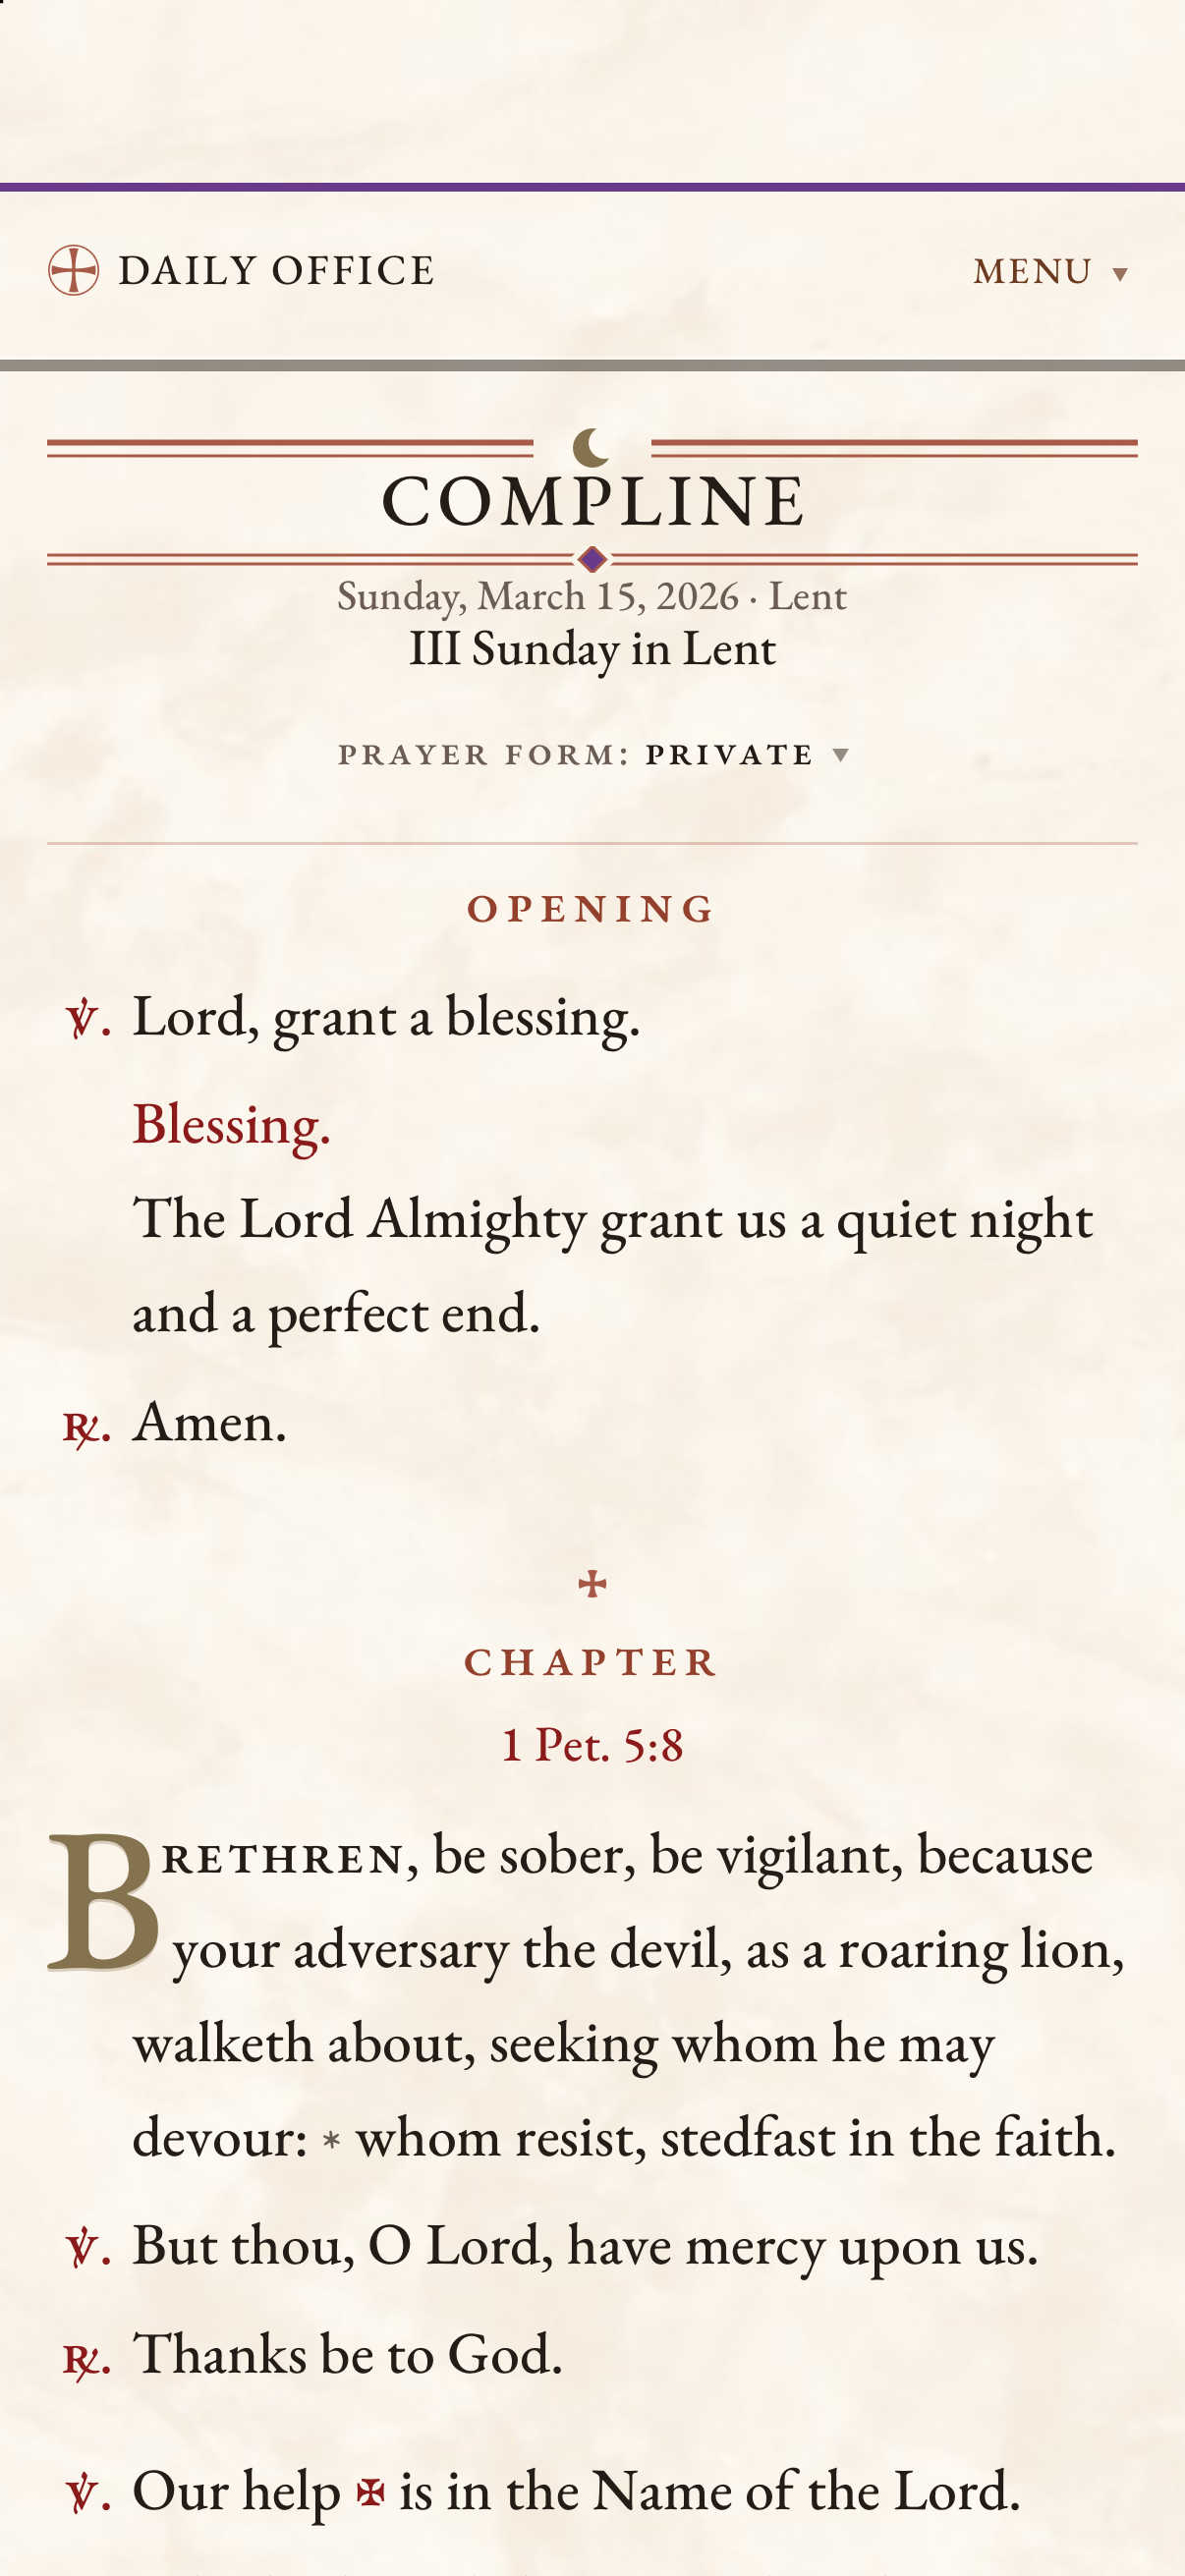 DAILY OFFICE
MENU ▼
COMPLINE
Sunday, March 15, 2026 · Lent
III Sunday in Lent
PRAYER FORM: PRIVATE ▼
OPENING
℣. Lord, grant a blessing.
Blessing.
The Lord Almighty grant us a quiet night
and a perfect end.
℟. Amen.
✠
CHAPTER
1 Pet. 5:8
BRETHREN, be sober, be vigilant, because
your adversary the devil, as a roaring lion,
walketh about, seeking whom he may
devour: * whom resist, stedfast in the faith.
℣. But thou, O Lord, have mercy upon us.
℟. Thanks be to God.
℣. Our help ✠ is in the Name of the Lord.